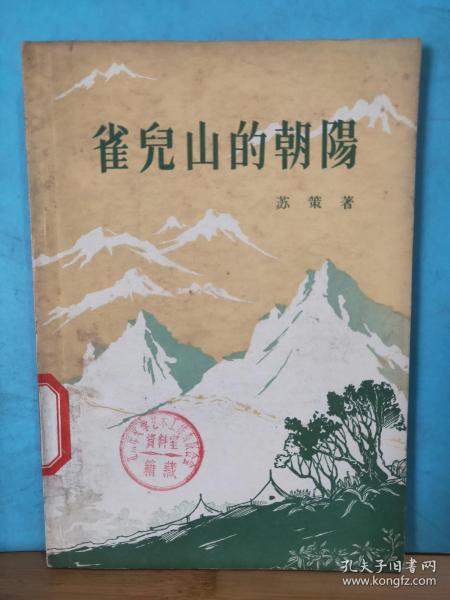 雀兒山的朝陽
苏策著
資料室
藏
孔夫子旧书网
www.kongfz.com